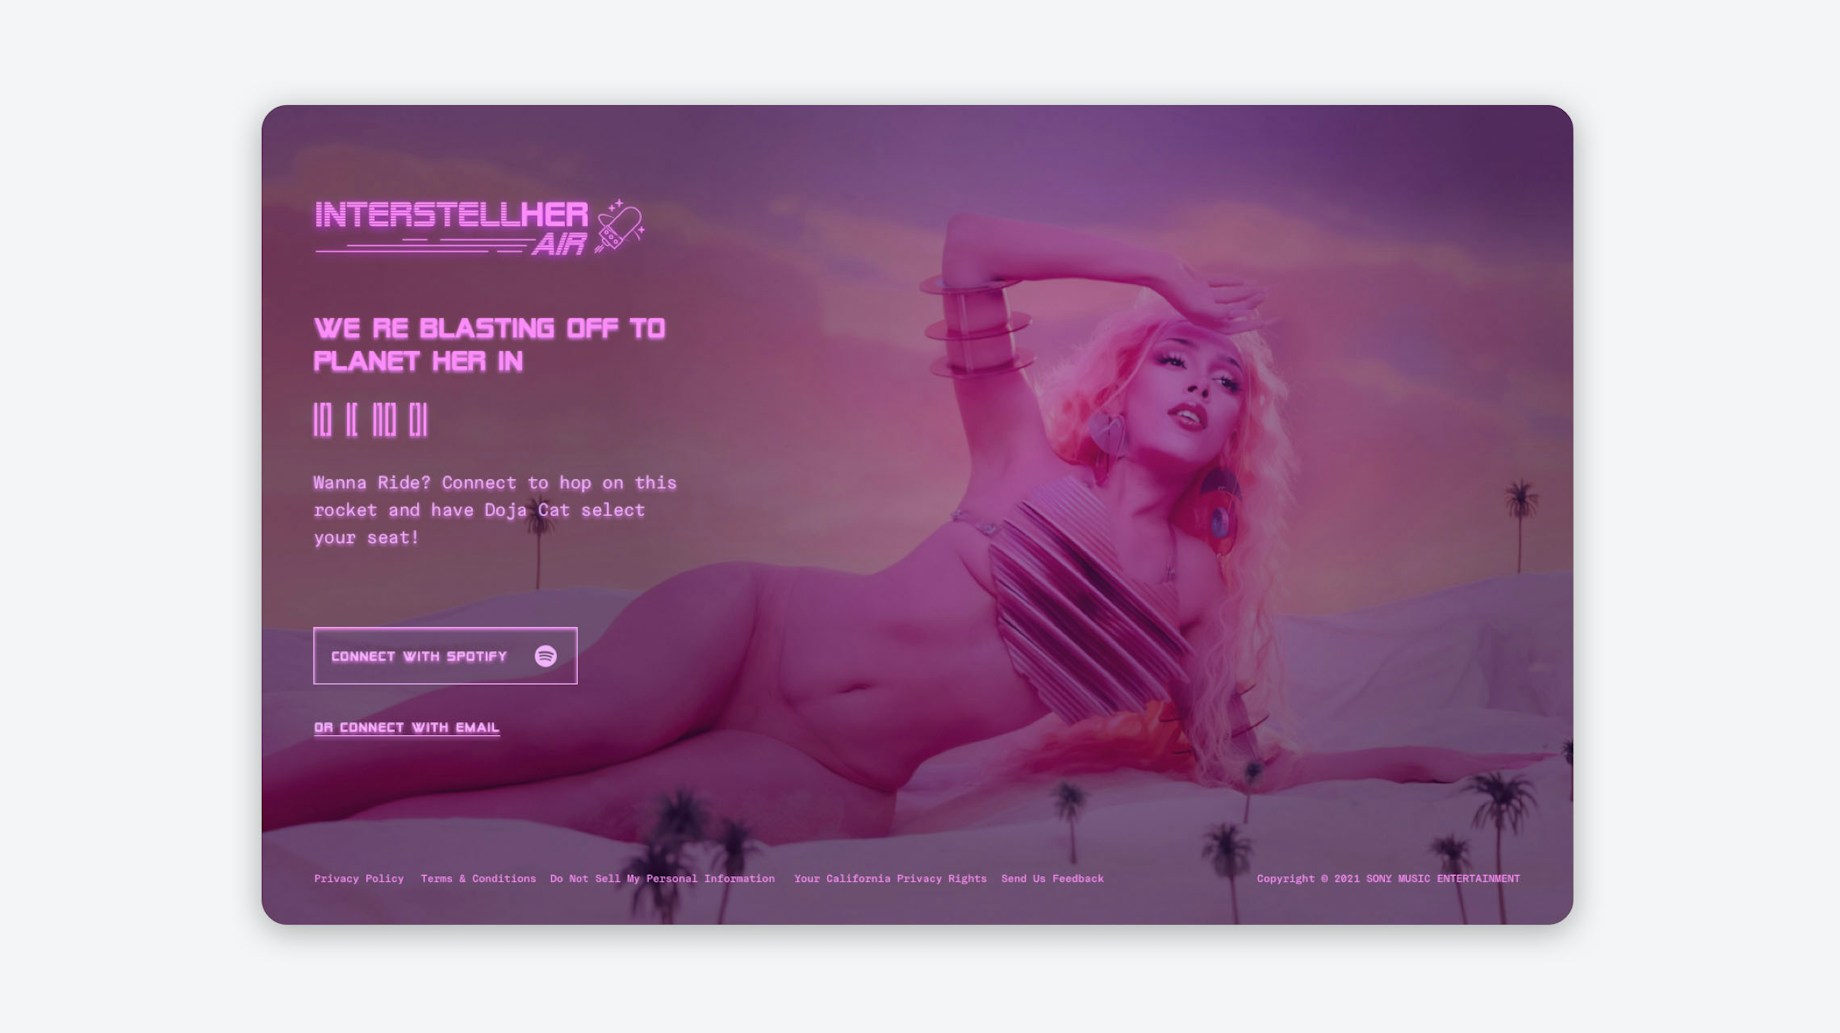 INTERSTELLHER
AIR
WE RE BLASTING OFF TO
PLANET HER IN
Wanna Ride? Connect to hop on this
rocket and have Doja Cat select
your seat!
CONNECT WITH SPOTIFY
OR CONNECT WITH EMAIL
Privacy Policy Terms & Conditions Do Not Sell My Personal Information Your California Privacy Rights Send Us Feedback Copyright © 2021 SONY MUSIC ENTERTAINMENT